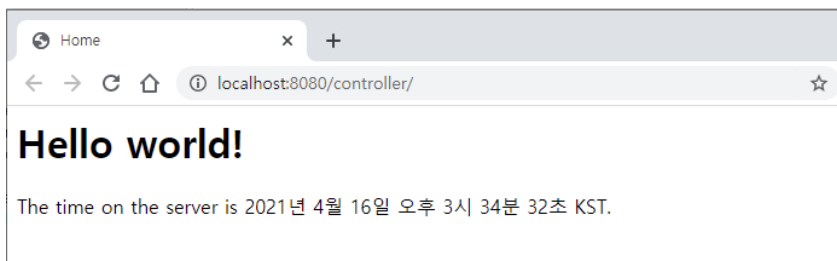 Home
localhost:8080/controller/
Hello world!
The time on the server is 2021년 4월 16일 오후 3시 34분 32초 KST.